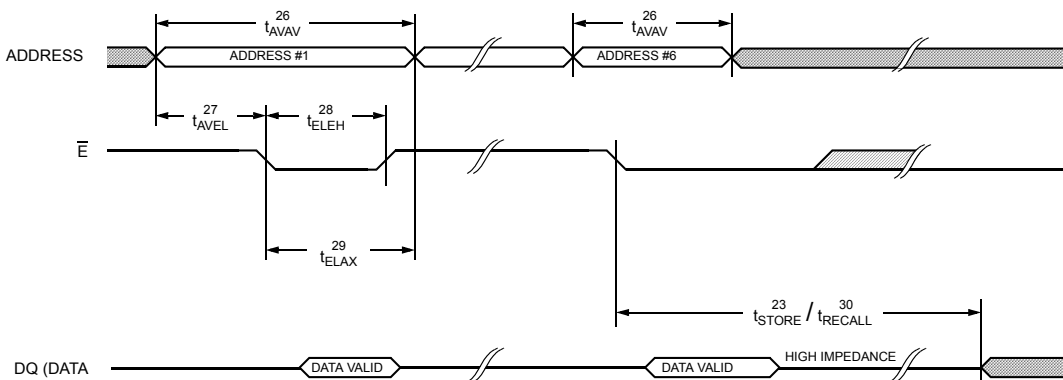 26
tAVAV
26
tAVAV
ADDRESS
ADDRESS #1
ADDRESS #6
27
tAVEL
28
tELEH
E
29
tELAX
23 30
tSTORE / tRECALL
DQ (DATA
DATA VALID
DATA VALID
HIGH IMPEDANCE